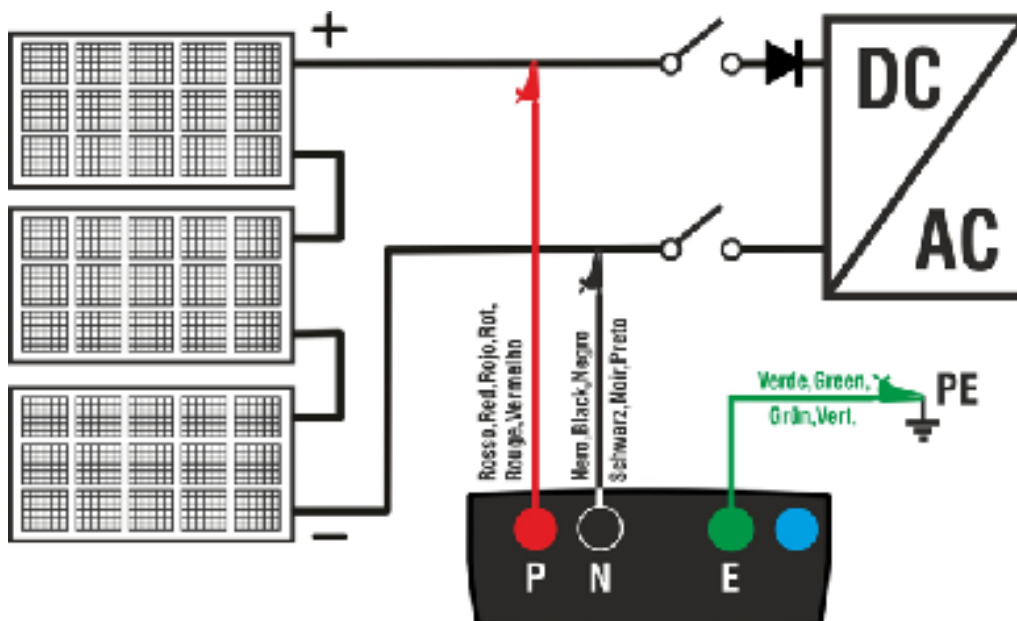 +
DC
AC
Rosso,Red,Rojo,Rot,
Rouge,Vermelho
Nero,Black,Negro
Schwarz,Noir,Preto
Verde,Green,
Grün,Vert,
PE
−
P N E